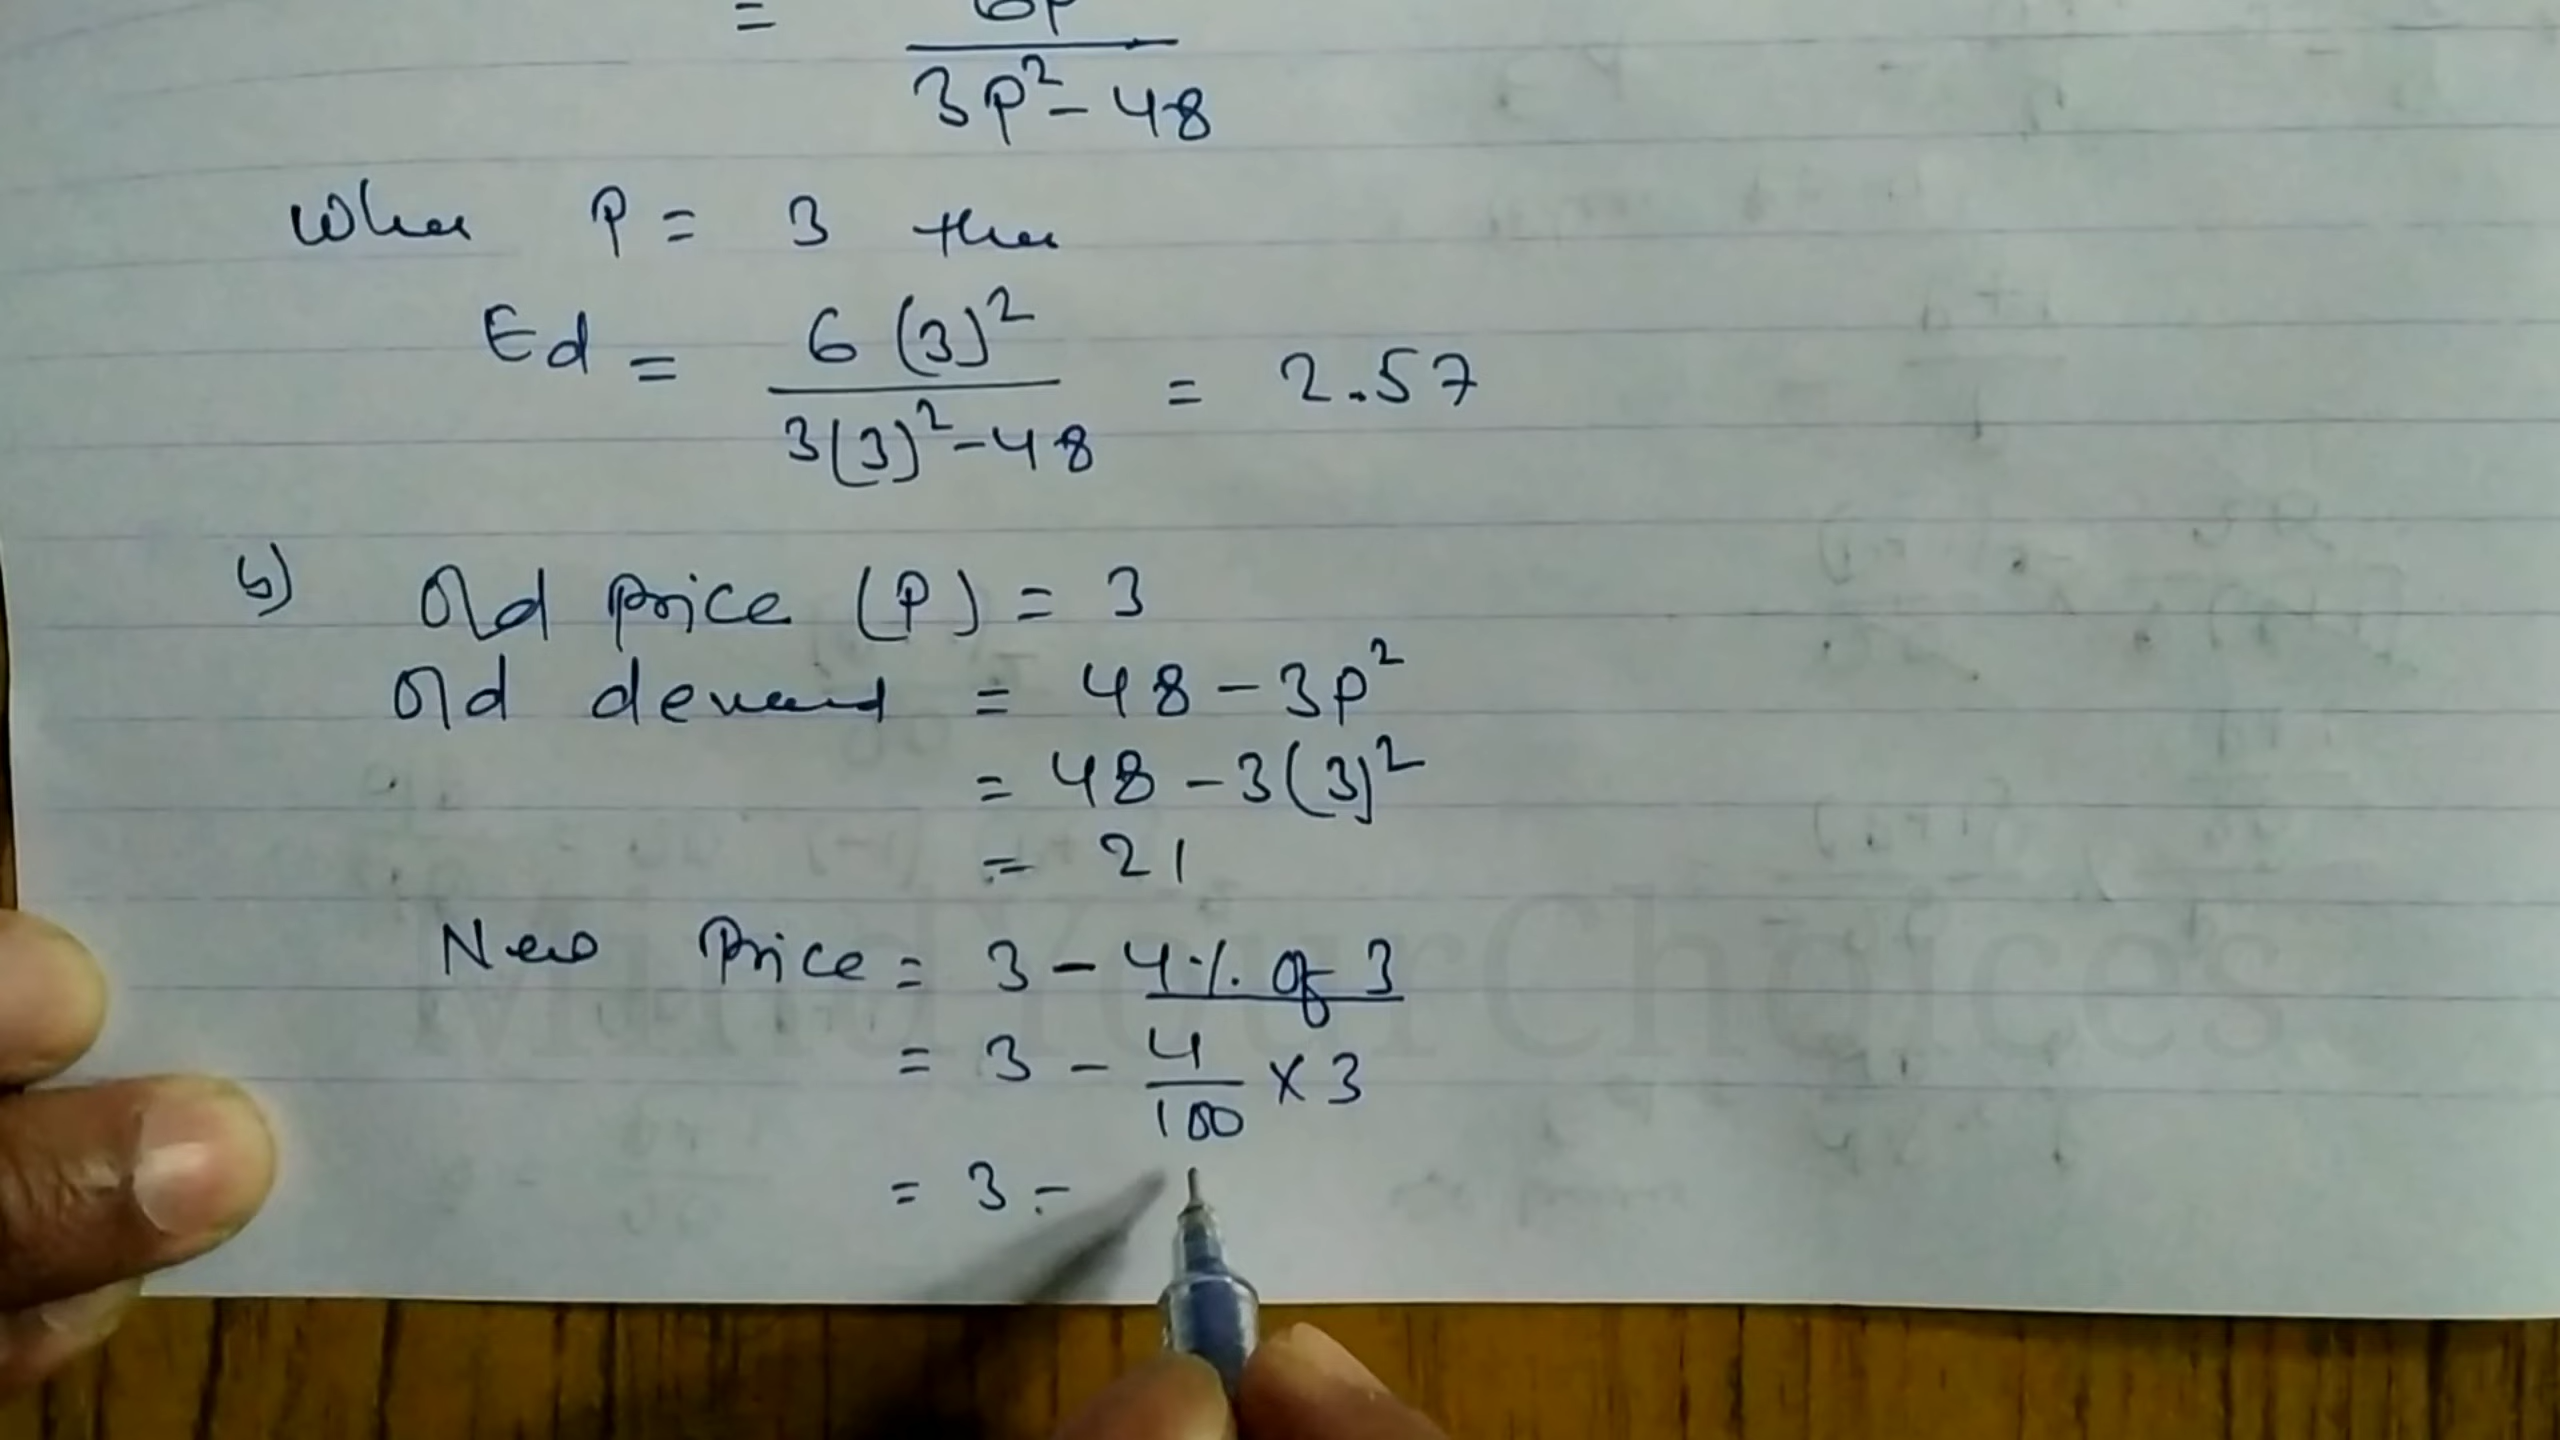 =
3P² - 48
When P = 3 then
Ed = 6(3)² / 3(3)² - 48 = 2.57
b) Old price (P) = 3
Old demand = 48 - 3P²
= 48 - 3(3)²
= 21
New Price = 3 - 4% of 3
= 3 - 4/100 × 3
= 3 -
MindYourChoices